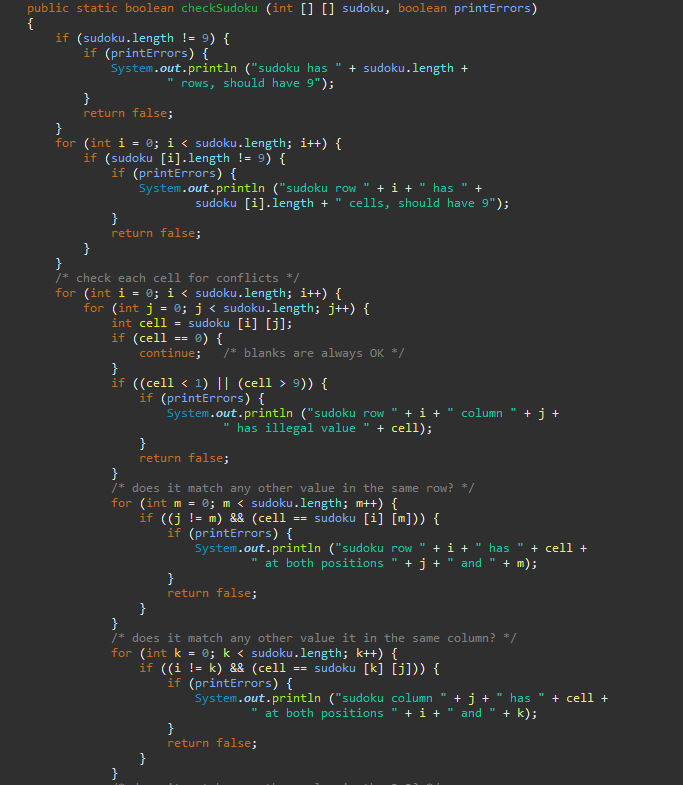 public static boolean checkSudoku (int [] [] sudoku, boolean printErrors)
{
if (sudoku.length != 9) {
if (printErrors) {
System.out.println ("sudoku has " + sudoku.length +
" rows, should have 9");
}
return false;
}
for (int i = 0; i < sudoku.length; i++) {
if (sudoku [i].length != 9) {
if (printErrors) {
System.out.println ("sudoku row " + i + " has " +
sudoku [i].length + " cells, should have 9");
}
return false;
}
}
/* check each cell for conflicts */
for (int i = 0; i < sudoku.length; i++) {
for (int j = 0; j < sudoku.length; j++) {
int cell = sudoku [i] [j];
if (cell == 0) {
continue;   /* blanks are always OK */
}
if ((cell < 1) || (cell > 9)) {
if (printErrors) {
System.out.println ("sudoku row " + i + " column " + j +
" has illegal value " + cell);
}
return false;
}
/* does it match any other value in the same row? */
for (int m = 0; m < sudoku.length; m++) {
if ((j != m) && (cell == sudoku [i] [m])) {
if (printErrors) {
System.out.println ("sudoku row " + i + " has " + cell +
" at both positions " + j + " and " + m);
}
return false;
}
}
/* does it match any other value it in the same column? */
for (int k = 0; k < sudoku.length; k++) {
if ((i != k) && (cell == sudoku [k] [j])) {
if (printErrors) {
System.out.println ("sudoku column " + j + " has " + cell +
" at both positions " + i + " and " + k);
}
return false;
}
}